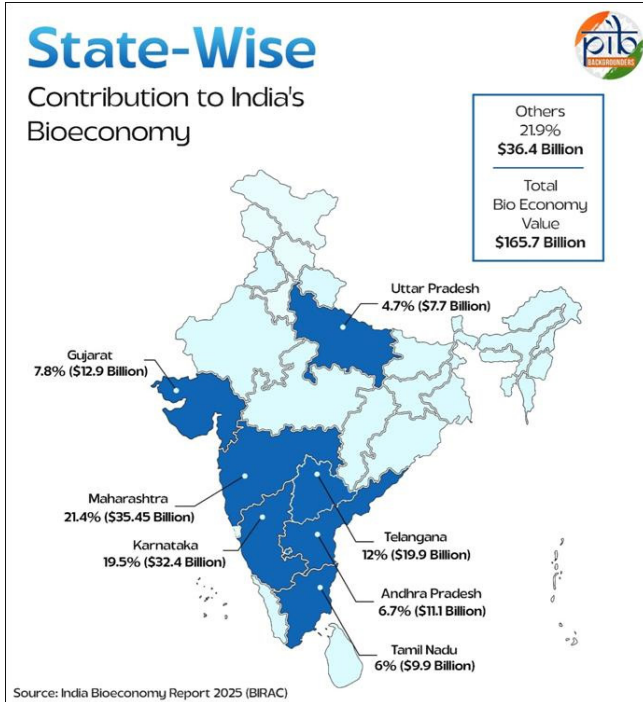 State-Wise
Contribution to India's
Bioeconomy
pib
BACKGROUNDERS
Others
21.9%
$36.4 Billion
Total
Bio Economy
Value
$165.7 Billion
Uttar Pradesh
4.7% ($7.7 Billion)
Gujarat
7.8% ($12.9 Billion)
Maharashtra
21.4% ($35.45 Billion)
Karnataka
19.5% ($32.4 Billion)
Telangana
12% ($19.9 Billion)
Andhra Pradesh
6.7% ($11.1 Billion)
Tamil Nadu
6% ($9.9 Billion)
Source: India Bioeconomy Report 2025 (BIRAC)